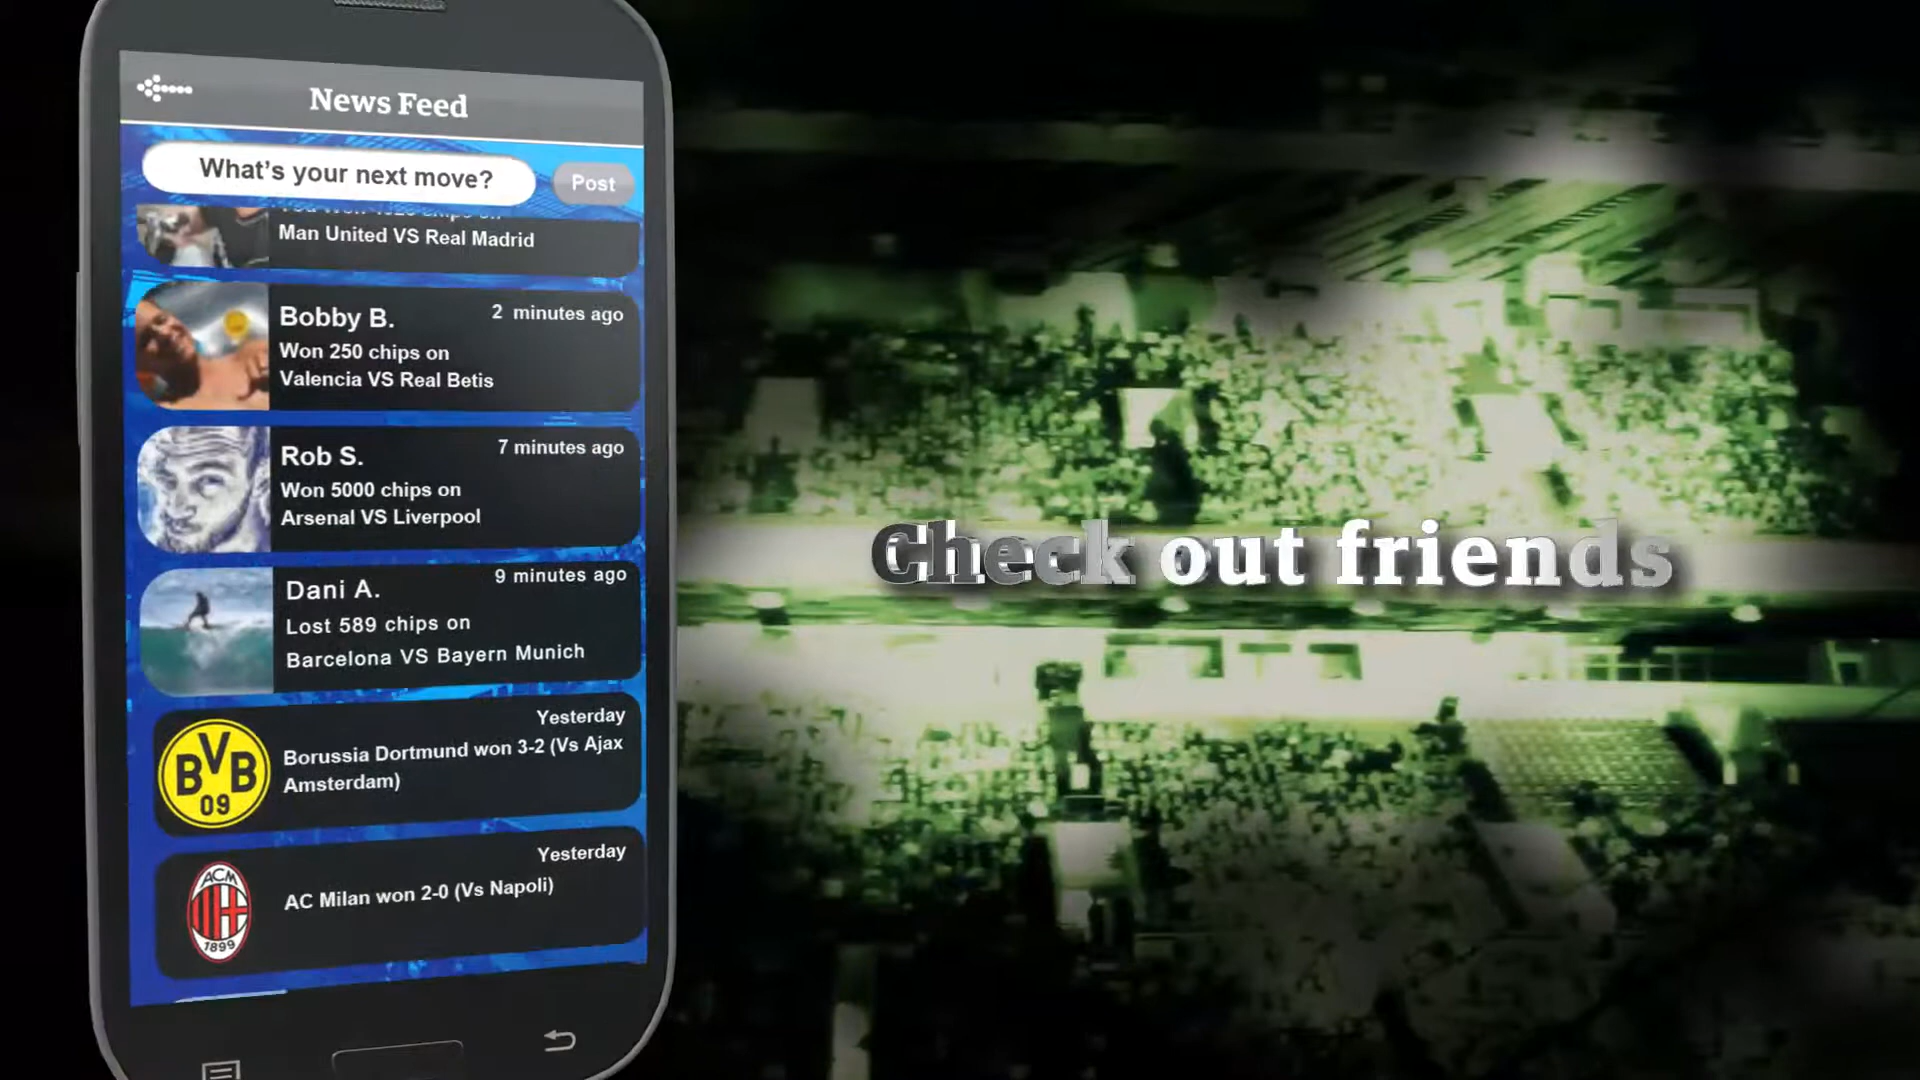 News Feed
What's your next move?
Post
Man United VS Real Madrid
Bobby B.
2 minutes ago
Won 250 chips on
Valencia VS Real Betis
Rob S.
7 minutes ago
Won 5000 chips on
Arsenal VS Liverpool
Dani A.
9 minutes ago
Lost 589 chips on
Barcelona VS Bayern Munich
Yesterday
BVB
09
Borussia Dortmund won 3-2 (Vs Ajax
Amsterdam)
Yesterday
ACM
1899
AC Milan won 2-0 (Vs Napoli)
Check out friends